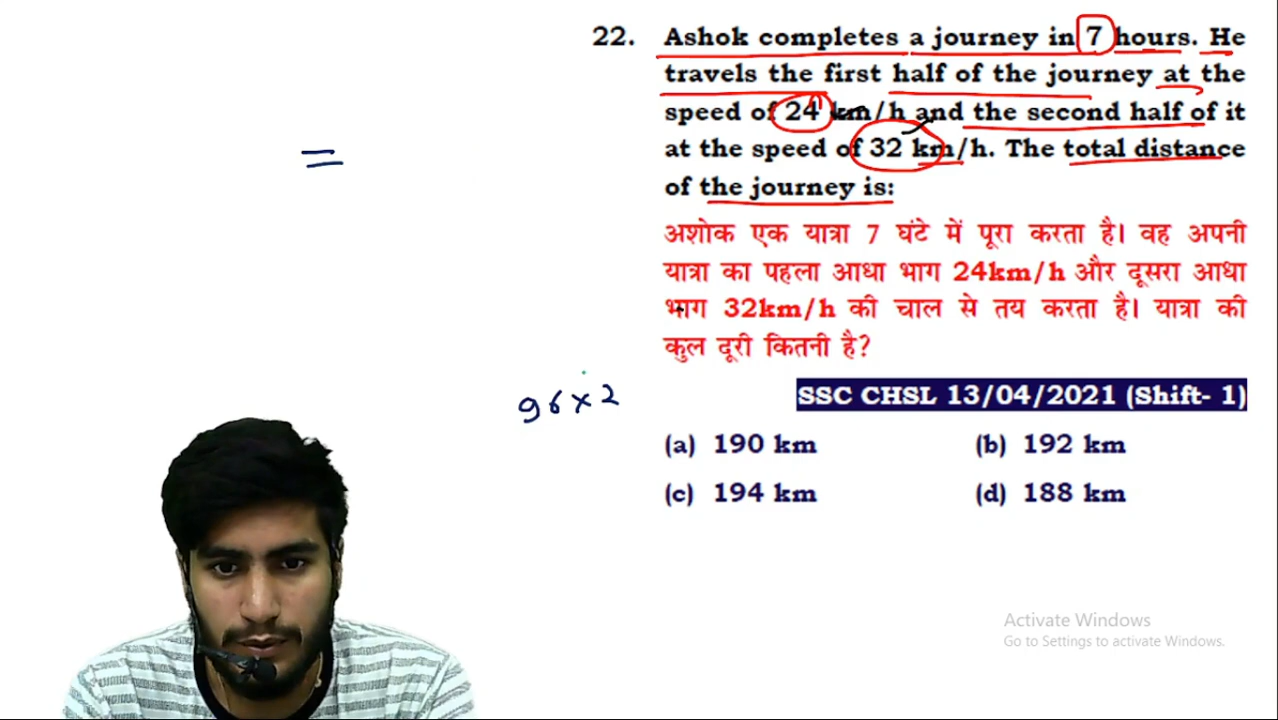 22. Ashok completes a journey in 7 hours. He
travels the first half of the journey at the
speed of 24 km/h and the second half of it
at the speed of 32 km/h. The total distance
of the journey is:
=
अशोक एक यात्रा 7 घंटे में पूरा करता है। वह अपनी
यात्रा का पहला आधा भाग 24km/h और दूसरा आधा
भाग 32km/h की चाल से तय करता है। यात्रा की
कुल दूरी कितनी है?
96×2
SSC CHSL 13/04/2021 (Shift- 1)
(a) 190 km (b) 192 km
(c) 194 km (d) 188 km
Activate Windows
Go to Settings to activate Windows.